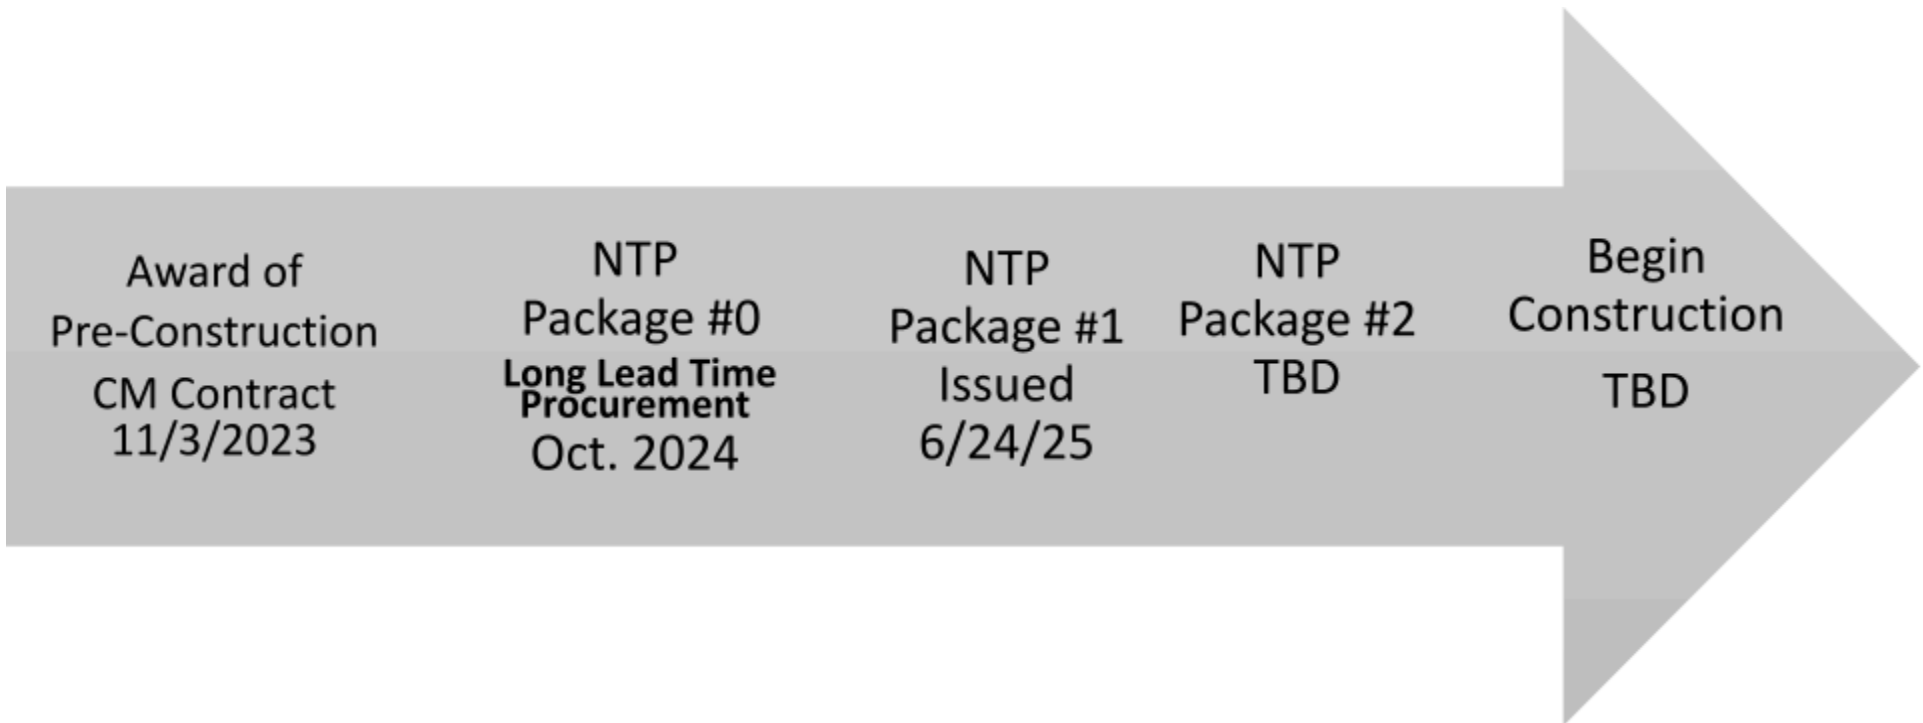 Award of
Pre-Construction
CM Contract
11/3/2023
NTP
Package #0
Long Lead Time
Procurement
Oct. 2024
NTP
Package #1
Issued
6/24/25
NTP
Package #2
TBD
Begin
Construction
TBD